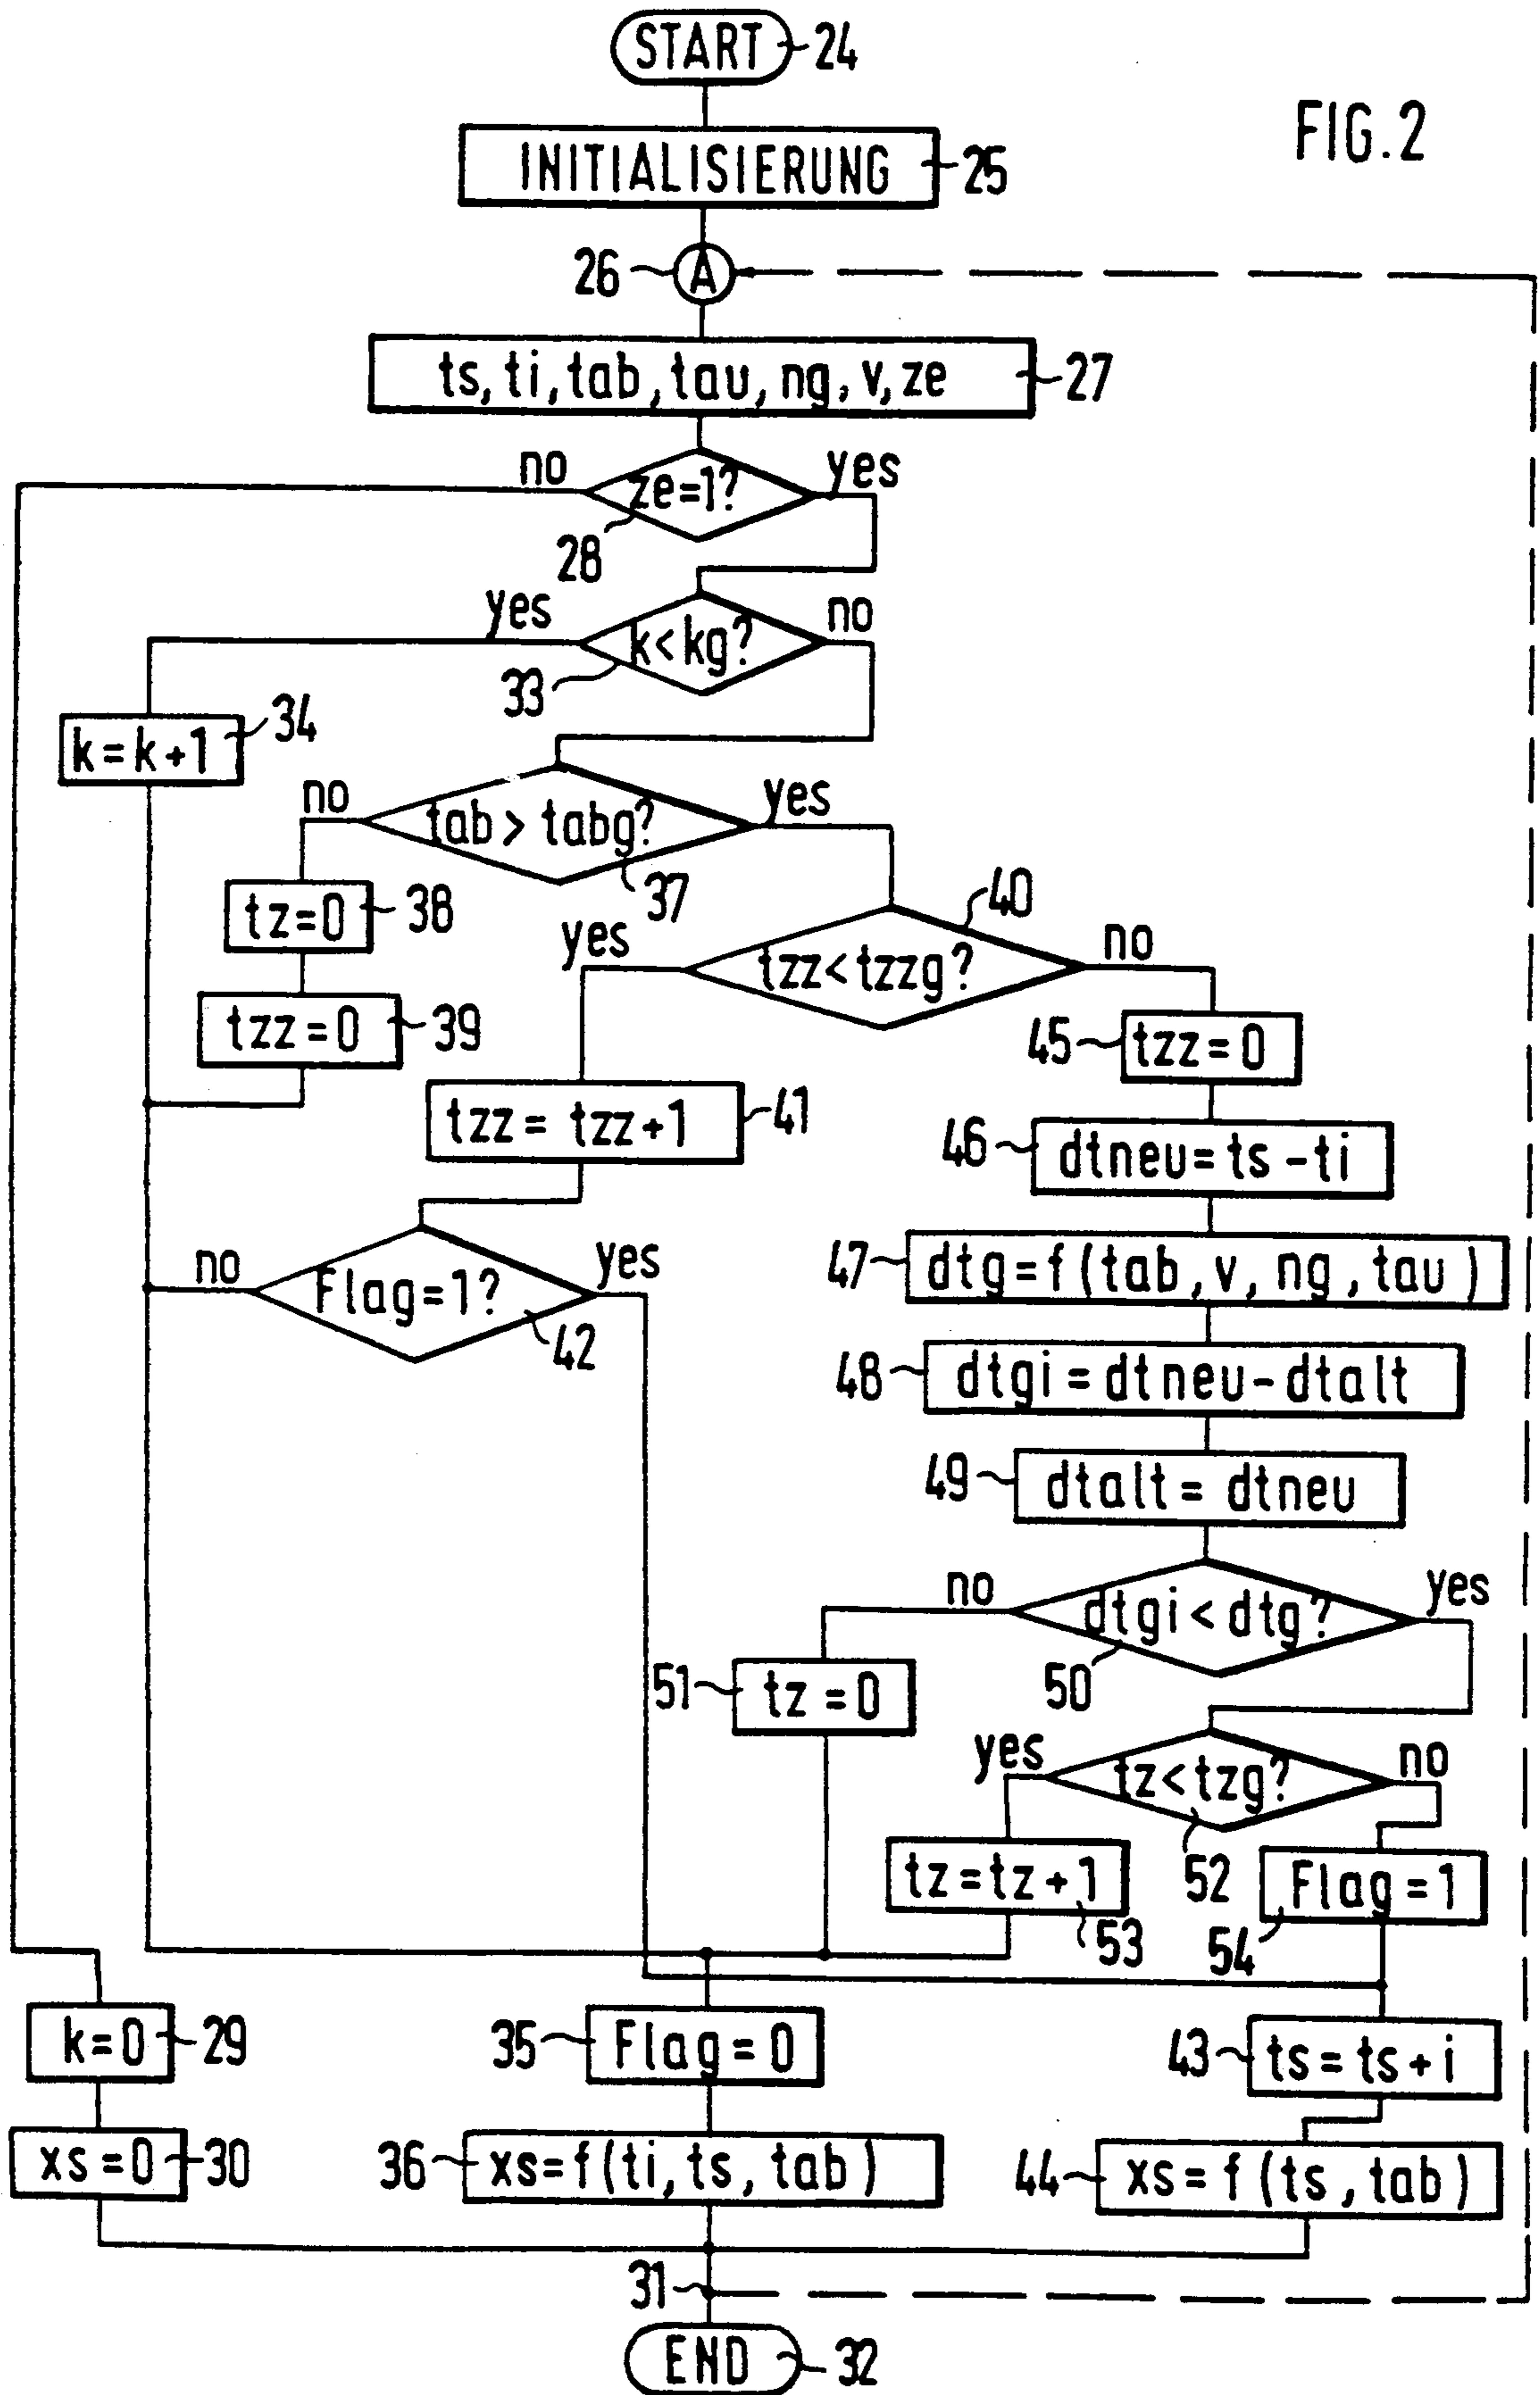 START 24
FIG.2
INITIALISIERUNG 25
26 A
ts, ti, tab, tau, ng, v, ze 27
no ze=1? yes
28
yes k<kg? no
33
k=k+1 34
no tab> tabg? yes
37
tz=0 38
yes tzz<tzzg? no
40
tzz=0 39
45 tzz=0
tzz= tzz+1 41
46 dtneu=ts-ti
no Flag=1? yes
42
47 dtg=f(tab, v, ng, tau)
48 dtgi=dtneu-dtalt
49 dtalt = dtneu
no dtgi<dtg? yes
50
51 tz=0
yes tz<tzg? no
52
tz=tz+1
53
Flag=1
54
k=0 29
35 Flag=0
43 ts=ts+i
xs=0 30
36 xs=f(ti, ts, tab)
44 xs=f(ts, tab)
31
END 32